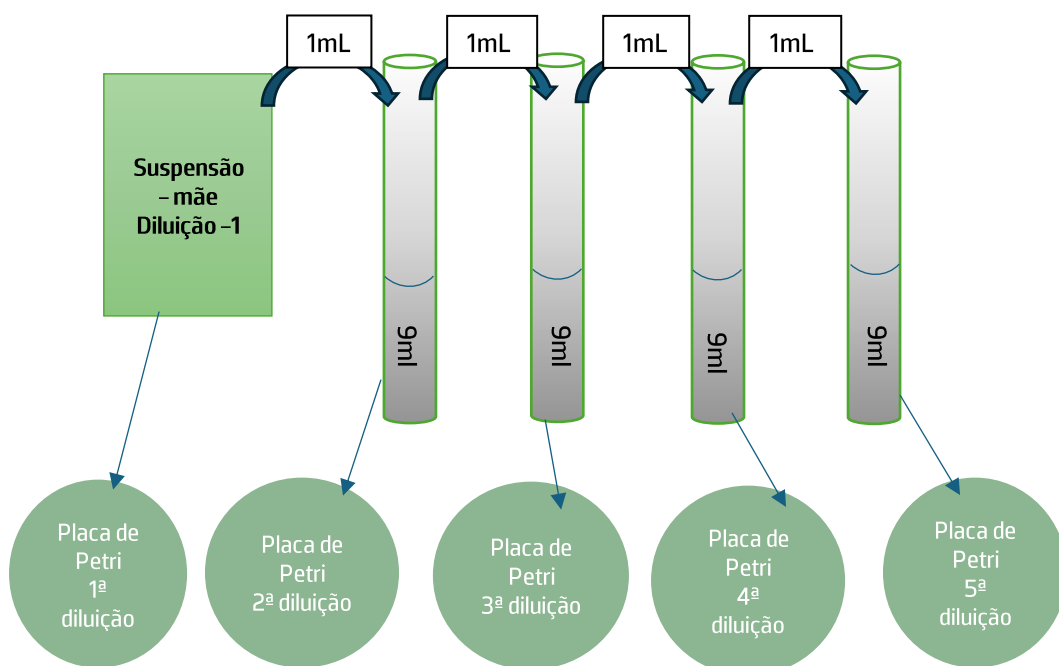 1mL
1mL
1mL
1mL
Suspensão
– mãe
Diluição –1
9ml
9ml
9ml
9ml
Placa de
Petri
1ª
diluição
Placa de
Petri
2ª diluição
Placa de
Petri
3ª diluição
Placa de
Petri
4ª
diluição
Placa de
Petri
5ª
diluição